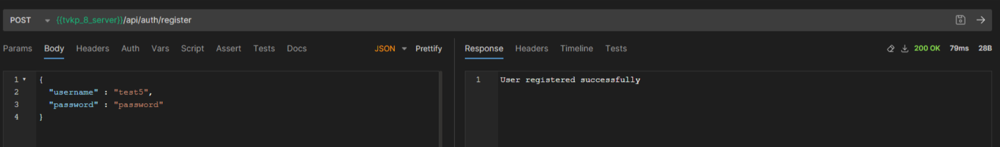 POST {{tvkp_8_server}}/api/auth/register
Params Body Headers Auth Vars Script Assert Tests Docs JSON Prettify
Response Headers Timeline Tests 200 OK 79ms 28B
1 {
2 "username" : "test5",
3 "password" : "password"
4 }
1 User registered successfully